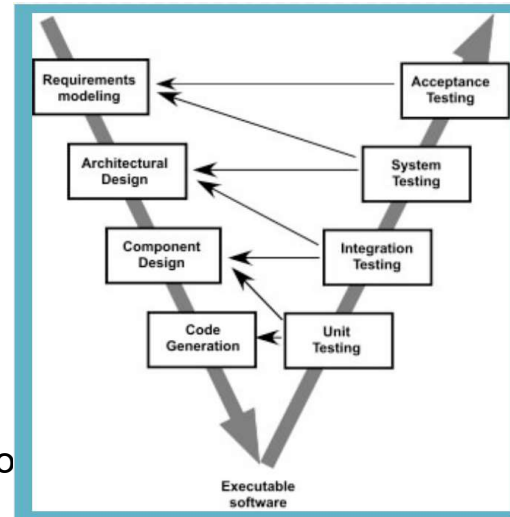 Requirements
modeling
Acceptance
Testing
Architectural
Design
System
Testing
Component
Design
Integration
Testing
Code
Generation
Unit
Testing
Executable
software